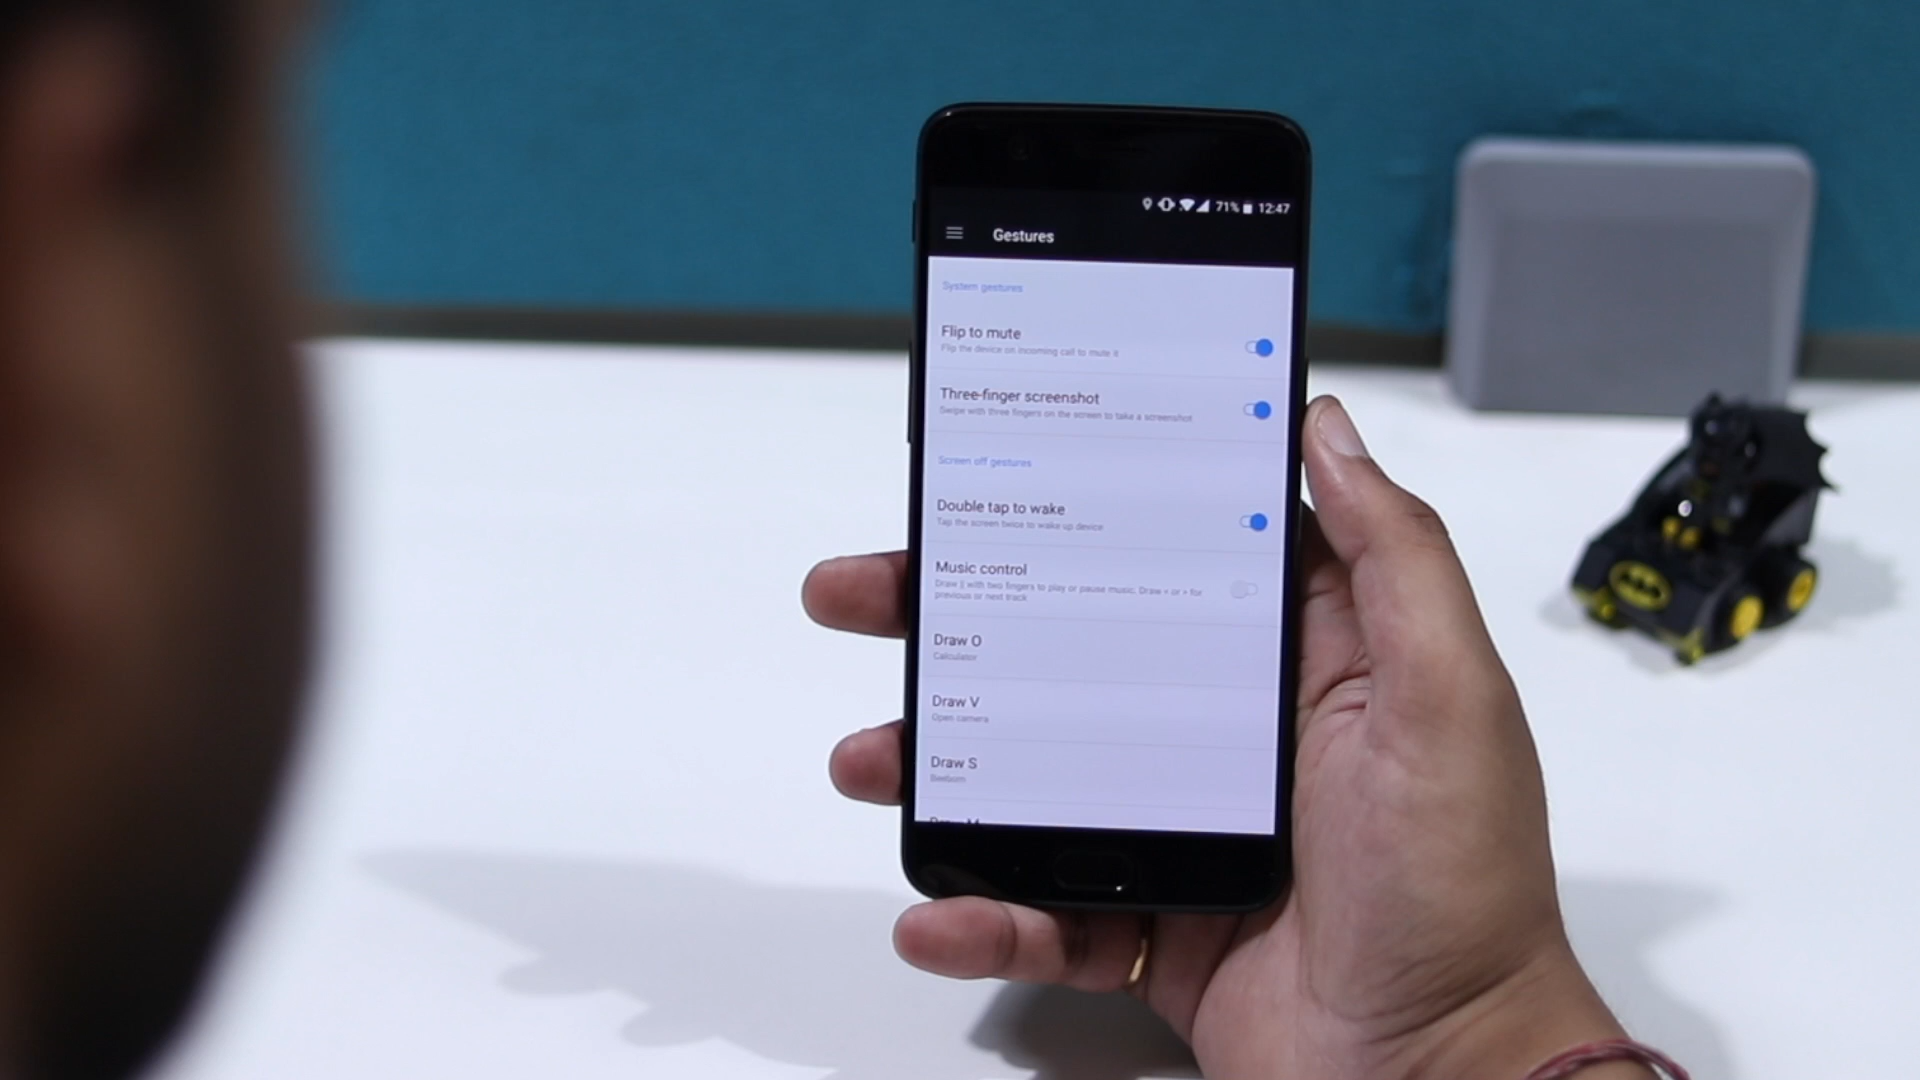 71% 12:47
Gestures
System gestures
Flip to mute
Flip the device on incoming call to mute it
Three-finger screenshot
Swipe with three fingers on the screen to take a screenshot
Screen off gestures
Double tap to wake
Tap the screen twice to wake up device
Music control
Draw || with two fingers to play or pause music. Draw < or > for
previous or next track
Draw O
Calculator
Draw V
Open camera
Draw S
Beebom
Draw M